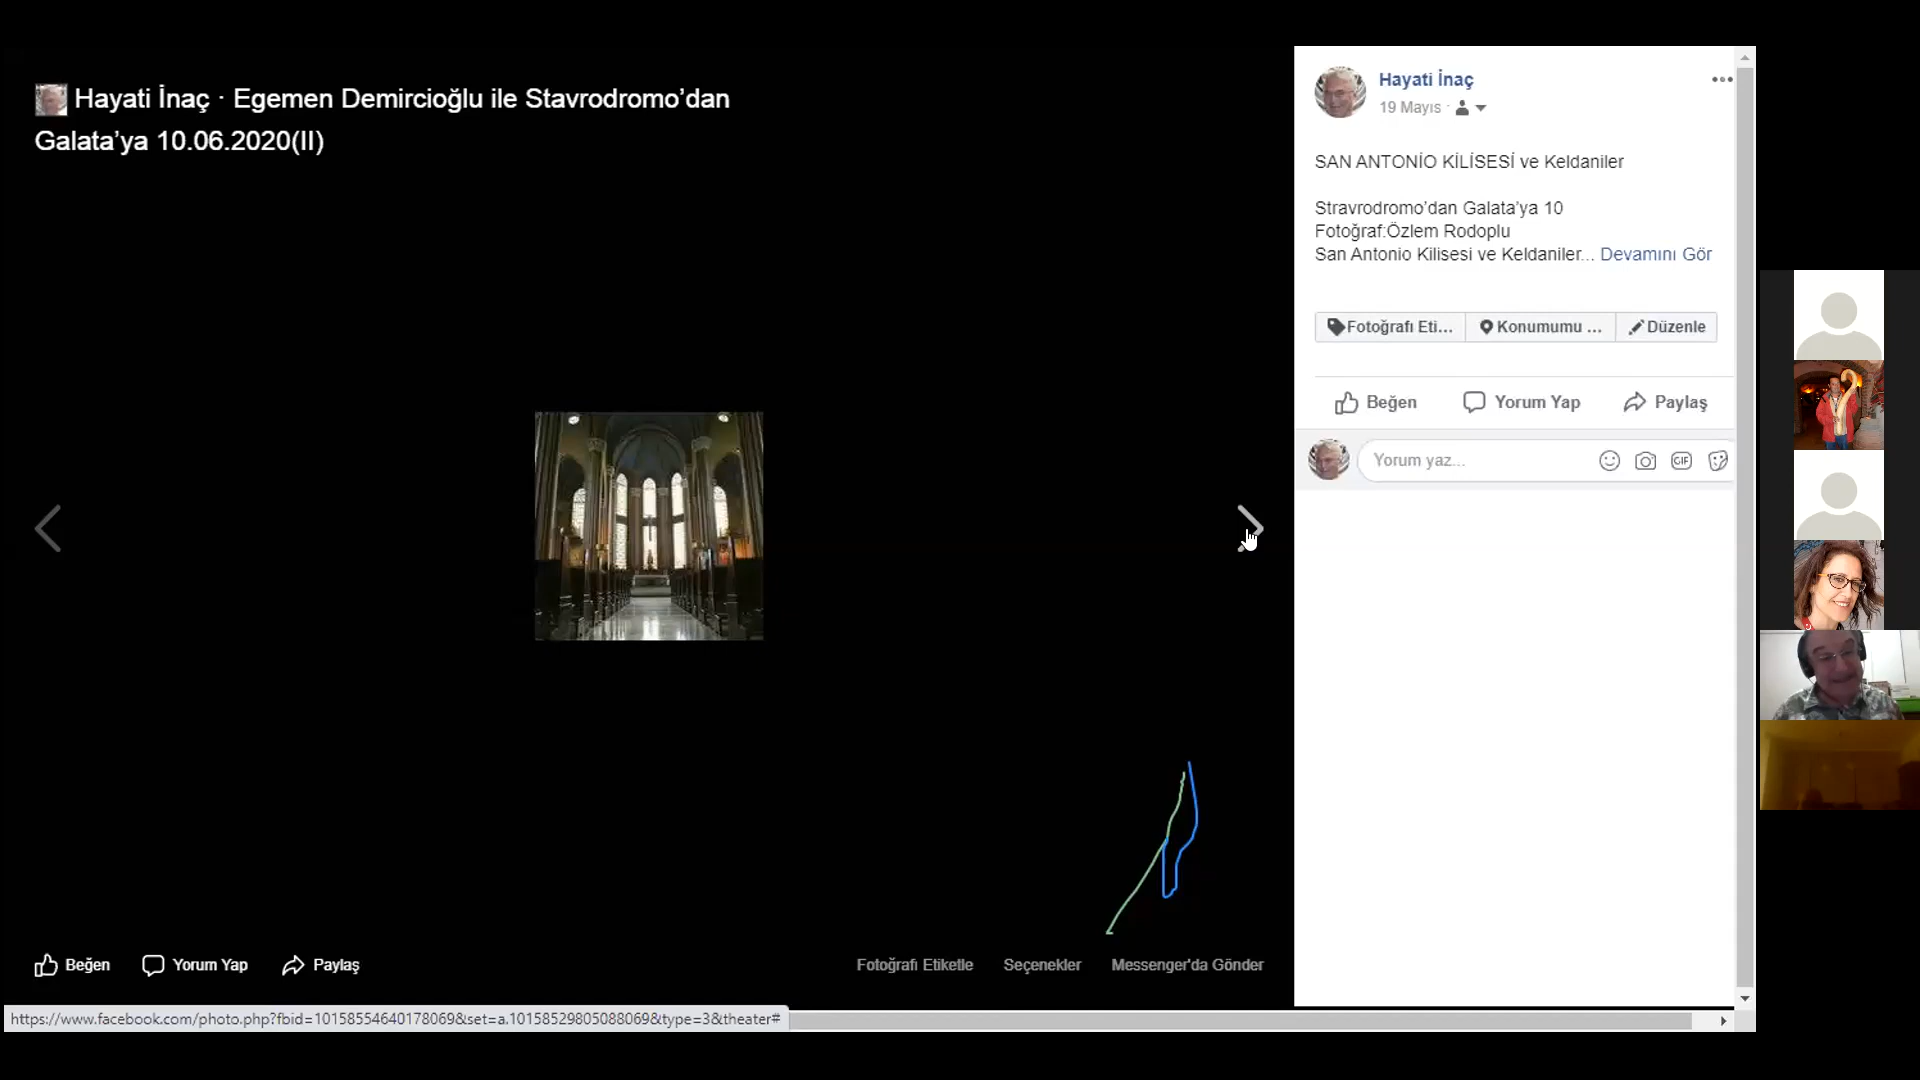 Hayati İnaç · Egemen Demircioğlu ile Stavrodromo’dan
Galata’ya 10.06.2020(II)
Hayati İnaç
19 Mayıs ·
SAN ANTONİO KİLİSESİ ve Keldaniler
Stravrodromo’dan Galata’ya 10
Fotoğraf:Özlem Rodoplu
San Antonio Kilisesi ve Keldaniler... Devamını Gör
Fotoğrafı Eti... Konumumu ... Düzenle
Beğen Yorum Yap Paylaş
Yorum yaz...
GIF
Beğen Yorum Yap Paylaş
Fotoğrafı Etiketle Seçenekler Messenger'da Gönder
https://www.facebook.com/photo.php?fbid=10158554640178069&set=a.10158529805088069&type=3&theater#